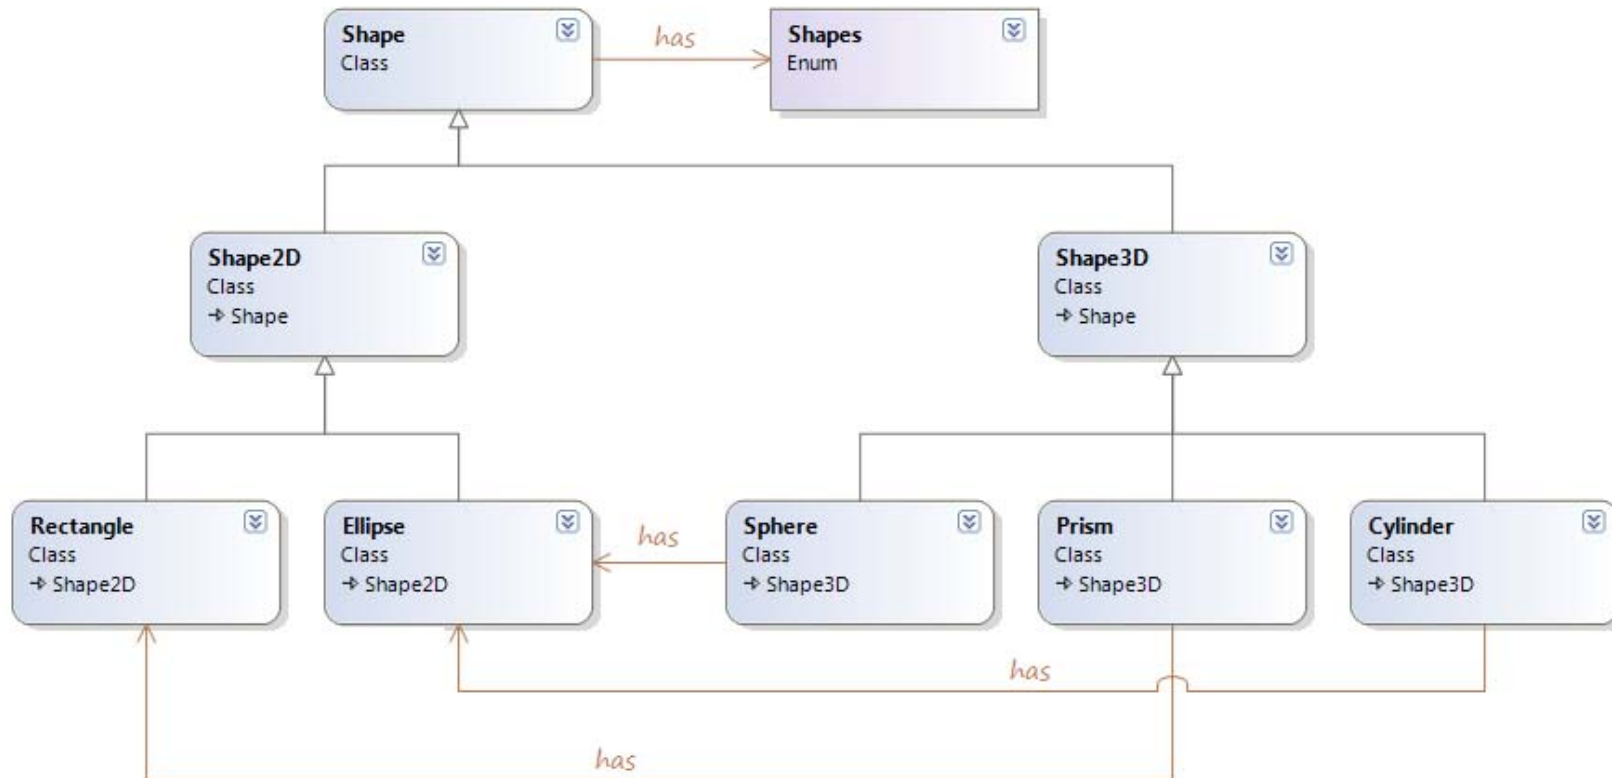 Shape
Class
has
Shapes
Enum
Shape2D
Class
Shape
Shape3D
Class
Shape
Rectangle
Class
Shape2D
Ellipse
Class
Shape2D
has
Sphere
Class
Shape3D
Prism
Class
Shape3D
Cylinder
Class
Shape3D
has
has